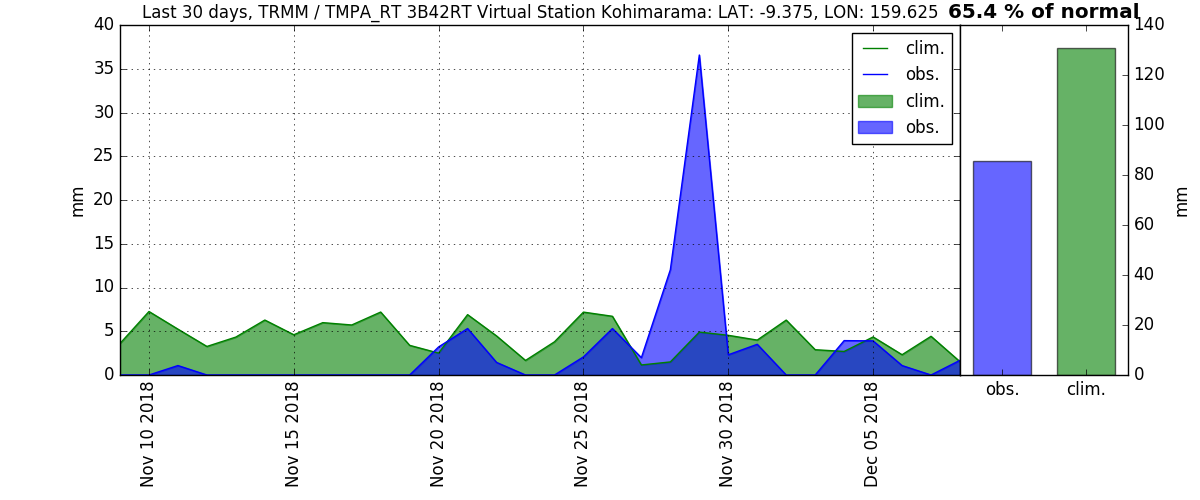 Last 30 days, TRMM / TMPA_RT 3B42RT Virtual Station Kohimarama: LAT: -9.375, LON: 159.625 65.4 % of normal
40
35
30
25
20
15
10
5
0
mm
clim.
obs.
clim.
obs.
Nov 10 2018
Nov 15 2018
Nov 20 2018
Nov 25 2018
Nov 30 2018
Dec 05 2018
140
120
100
80
60
40
20
0
mm
obs. clim.